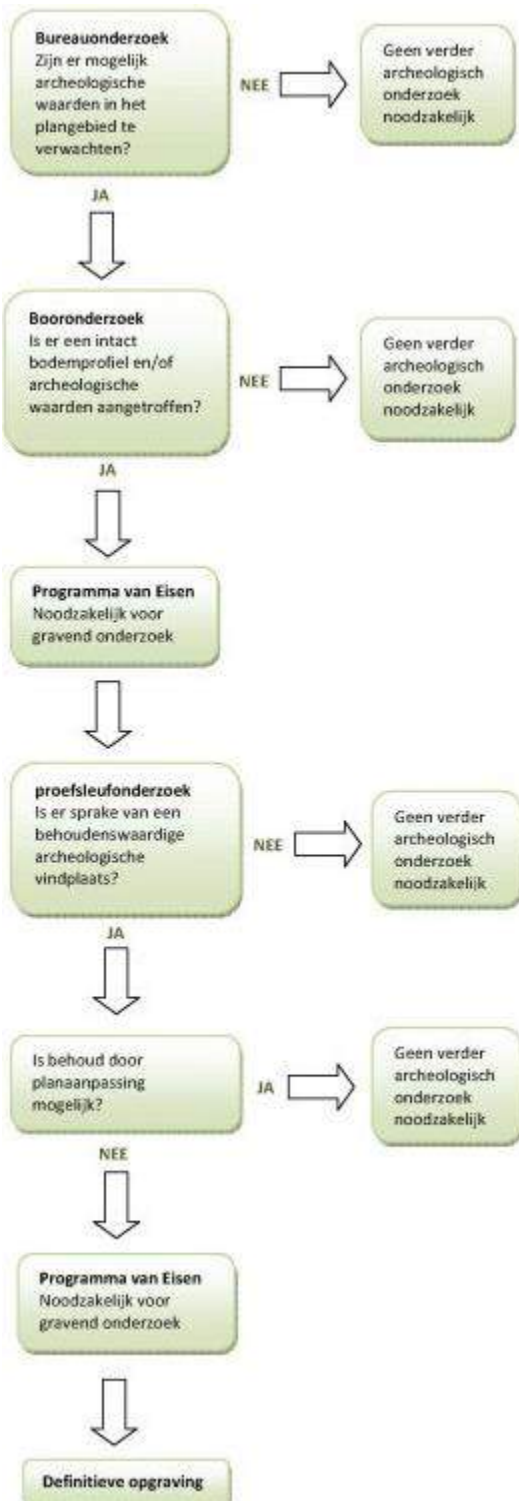 Bureauonderzoek
Zijn er mogelijk
archeologische
waarden in het
plangebied te
verwachten?
NEE
Geen verder
archeologisch
onderzoek
noodzakelijk
JA
Booronderzoek
Is er een intact
bodemprofiel en/of
archeologische
waarden aangetroffen?
NEE
Geen verder
archeologisch
onderzoek
noodzakelijk
JA
Programma van Eisen
Noodzakelijk voor
gravend onderzoek
proefsleufonderzoek
Is er sprake van een
behoudenswaardige
archeologische
vindplaats?
NEE
Geen verder
archeologisch
onderzoek
noodzakelijk
JA
Is behoud door
planaanpassing
mogelijk?
JA
Geen verder
archeologisch
onderzoek
noodzakelijk
NEE
Programma van Eisen
Noodzakelijk voor
gravend onderzoek
Definitieve opgraving